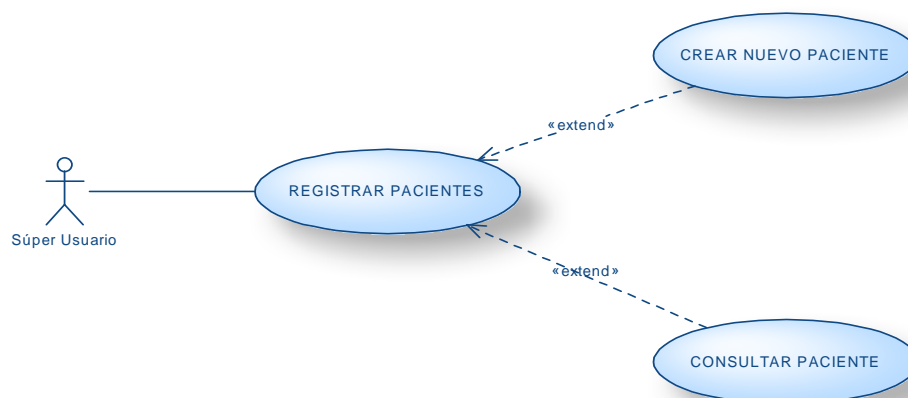 CREAR NUEVO PACIENTE
«extend»
REGISTRAR PACIENTES
Súper Usuario
«extend»
CONSULTAR PACIENTE